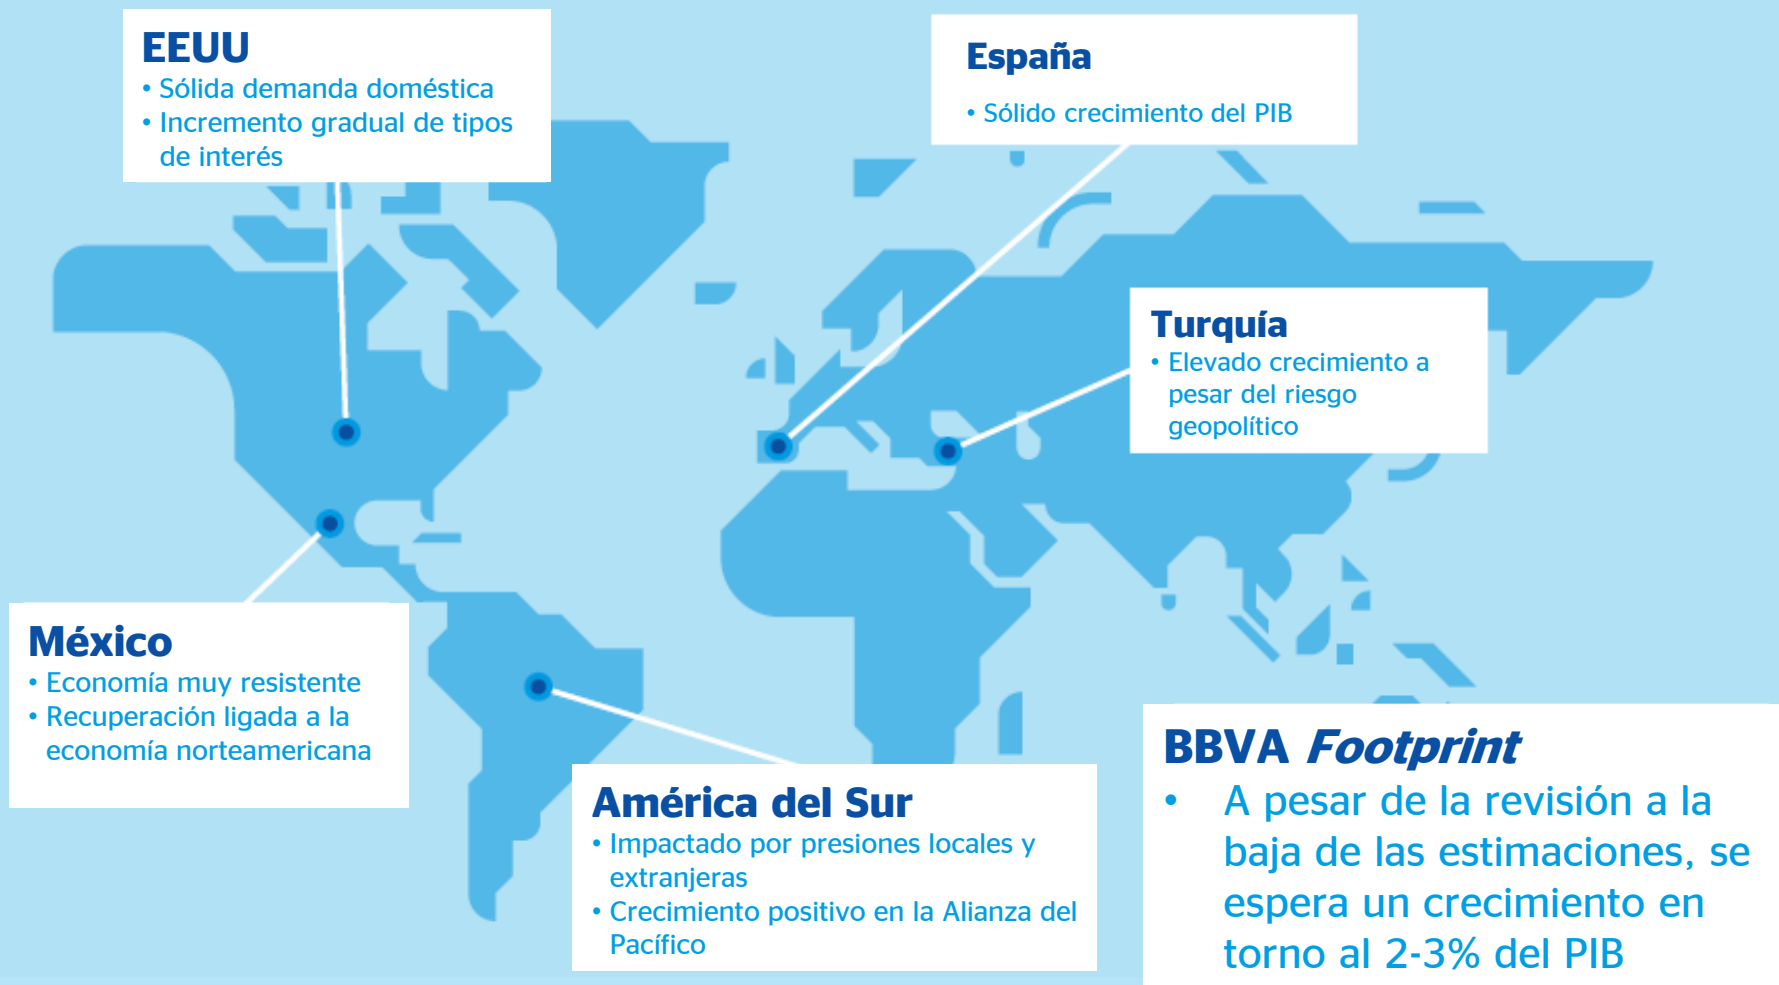 EEUU
• Sólida demanda doméstica
• Incremento gradual de tipos
de interés
España
• Sólido crecimiento del PIB
Turquía
• Elevado crecimiento a
pesar del riesgo
geopolítico
México
• Economía muy resistente
• Recuperación ligada a la
economía norteamericana
América del Sur
• Impactado por presiones locales y
extranjeras
• Crecimiento positivo en la Alianza del
Pacífico
BBVA Footprint
• A pesar de la revisión a la
baja de las estimaciones, se
espera un crecimiento en
torno al 2-3% del PIB